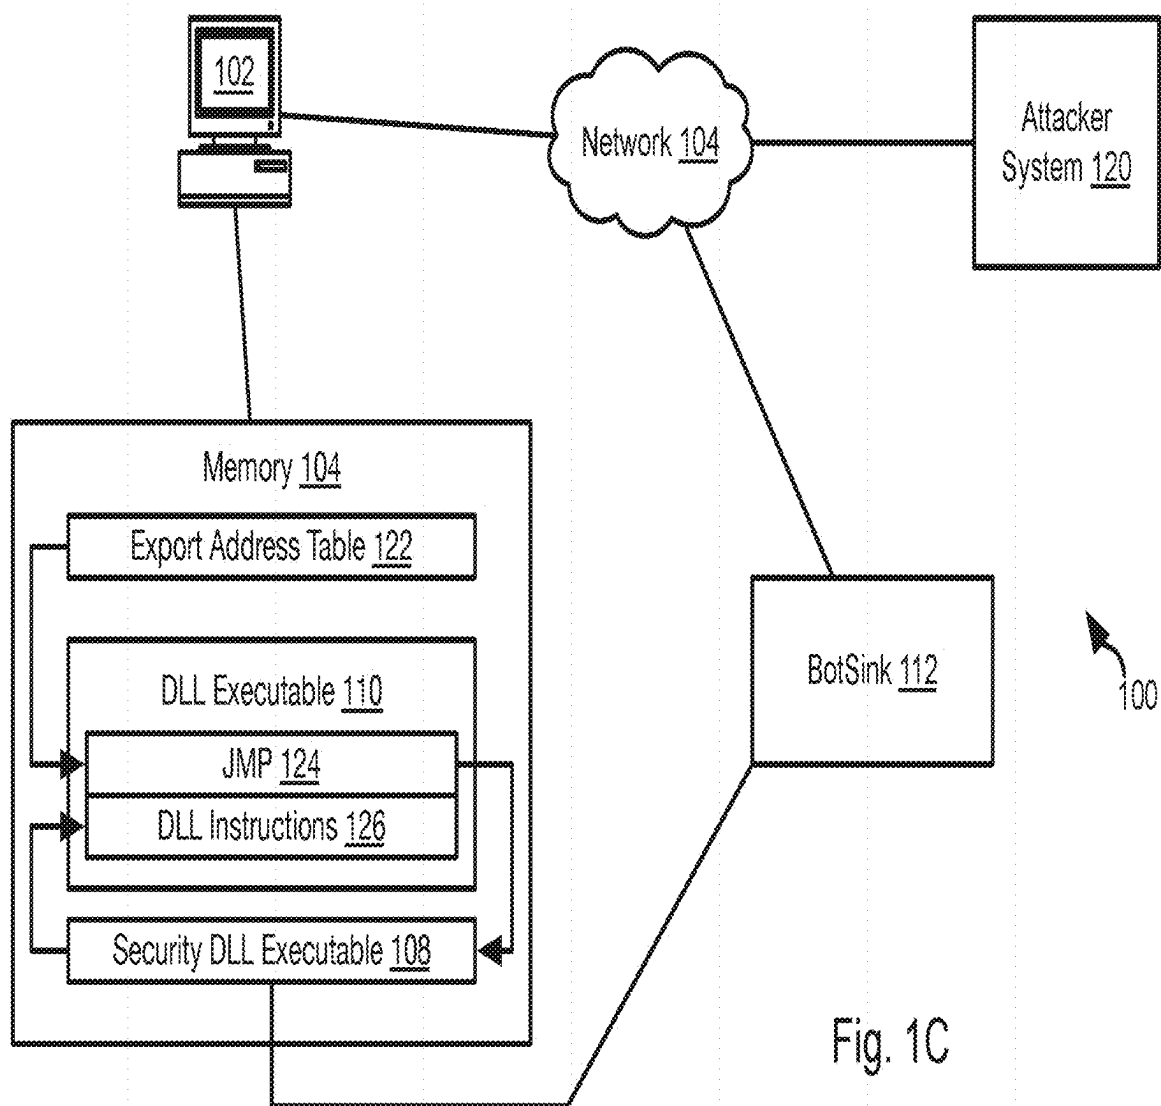 102
Network 104
Attacker
System 120
Memory 104
Export Address Table 122
DLL Executable 110
JMP 124
DLL Instructions 126
Security DLL Executable 108
BotSink 112
100
Fig. 1C